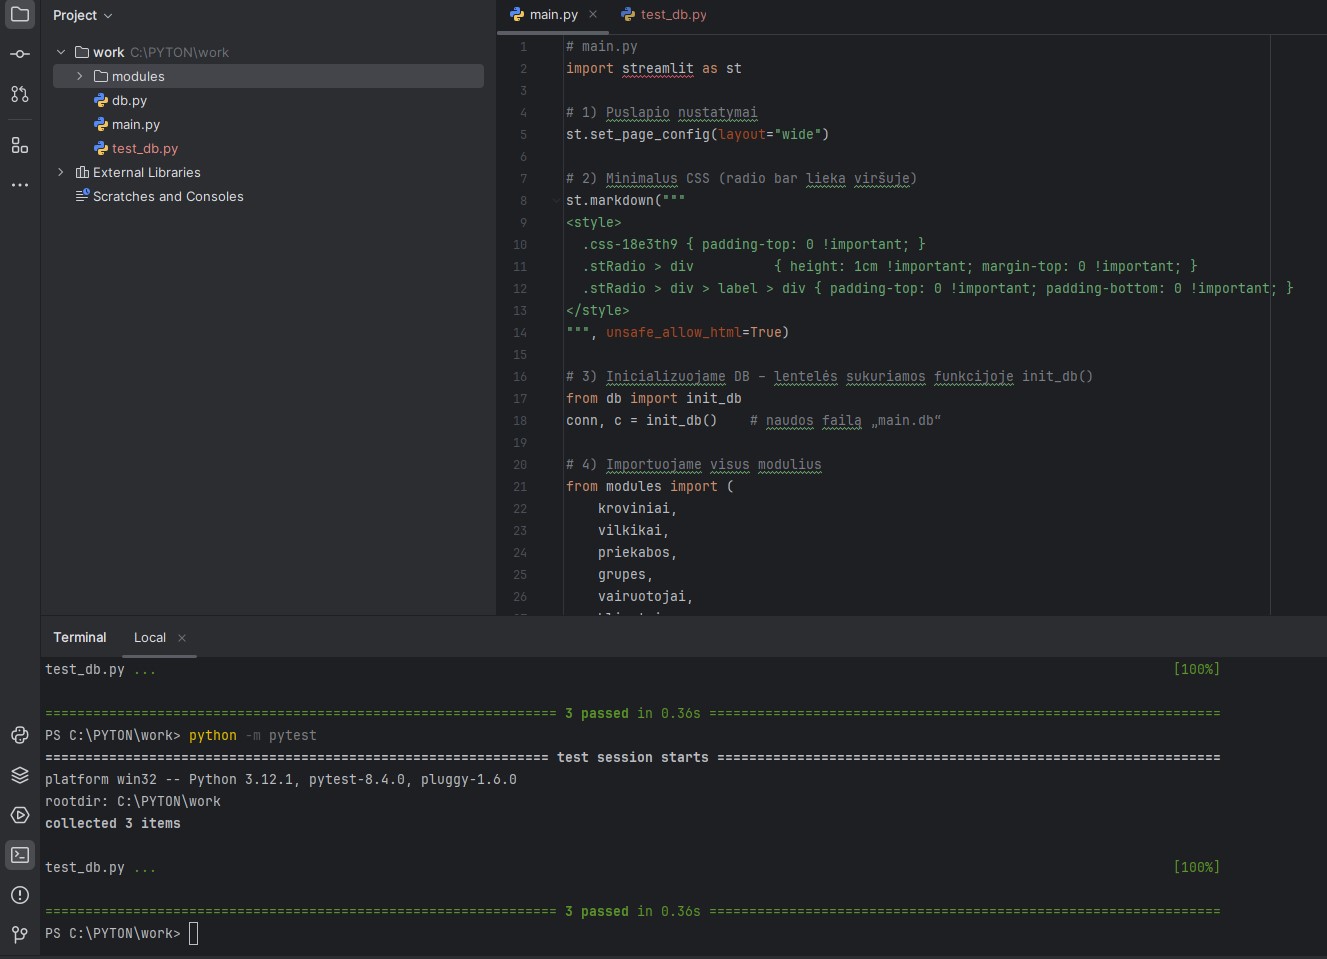 Project
work C:\PYTON\work
modules
db.py
main.py
test_db.py
External Libraries
Scratches and Consoles
main.py
test_db.py
1 # main.py
2 import streamlit as st
3
4 # 1) Puslapio nustatymai
5 st.set_page_config(layout="wide")
6
7 # 2) Minimalus CSS (radio bar lieka viršuje)
8 st.markdown("""
9 <style>
10 .css-18e3th9 { padding-top: 0 !important; }
11 .stRadio > div { height: 1cm !important; margin-top: 0 !important; }
12 .stRadio > div > label > div { padding-top: 0 !important; padding-bottom: 0 !important; }
13 </style>
14 """, unsafe_allow_html=True)
15
16 # 3) Inicializuojame DB – lentelės sukuriamos funkcijoje init_db()
17 from db import init_db
18 conn, c = init_db() # naudos failą „main.db“
19
20 # 4) Importuojame visus modulius
21 from modules import (
22 kroviniai,
23 vilkikai,
24 priekabos,
25 grupes,
26 vairuotojai,
Terminal Local
test_db.py ... [100%]
============================================================== 3 passed in 0.36s ==============================================================
PS C:\PYTON\work> python -m pytest
============================================================= test session starts =============================================================
platform win32 -- Python 3.12.1, pytest-8.4.0, pluggy-1.6.0
rootdir: C:\PYTON\work
collected 3 items
test_db.py ... [100%]
============================================================== 3 passed in 0.36s ==============================================================
PS C:\PYTON\work>